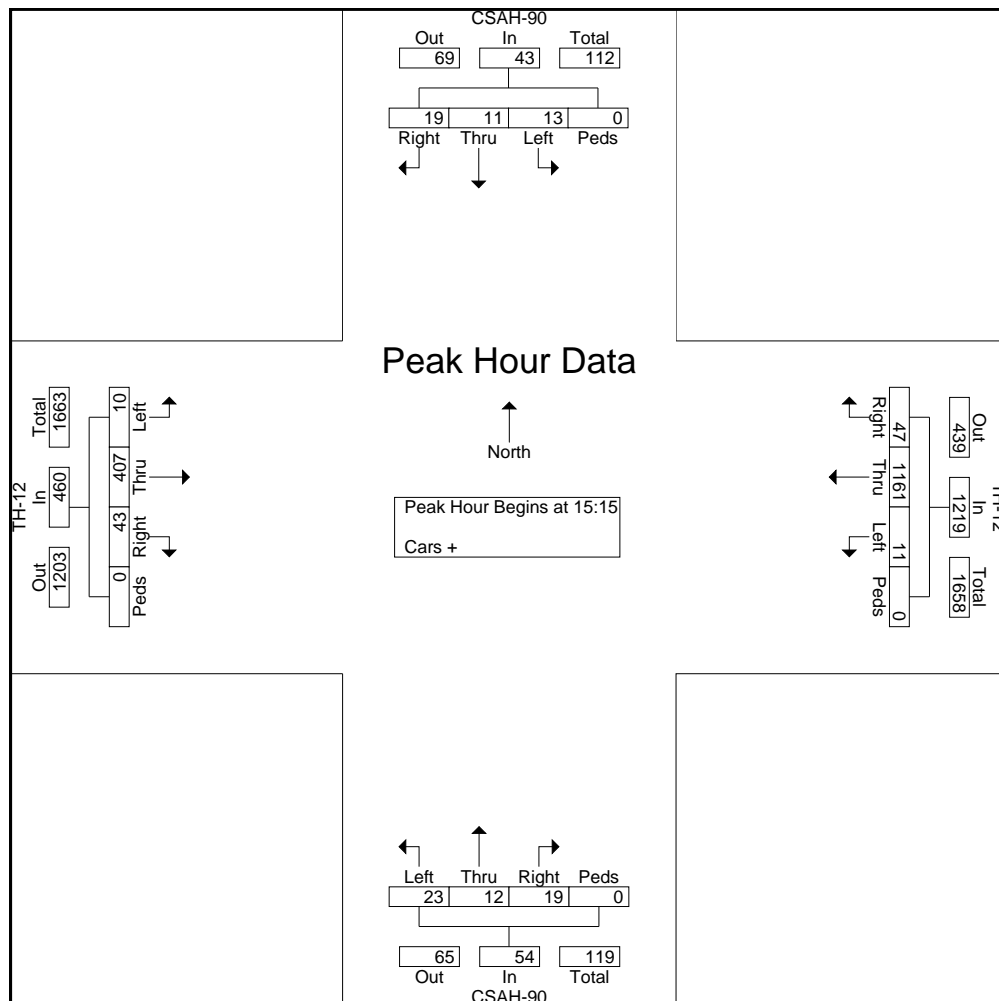 CSAH-90
Out In Total
69 43 112
19 11 13 0
Right Thru Left Peds
Peak Hour Data
North
Peak Hour Begins at 15:15
Cars +
TH-12
Total In Out
1663 460 1203
10 407 43 0
Left Thru Right Peds
Right Thru Left Peds
47 1161 11 0
Out In Total
439 1219 1658
TH-12
Left Thru Right Peds
23 12 19 0
65 54 119
Out In Total
CSAH-90